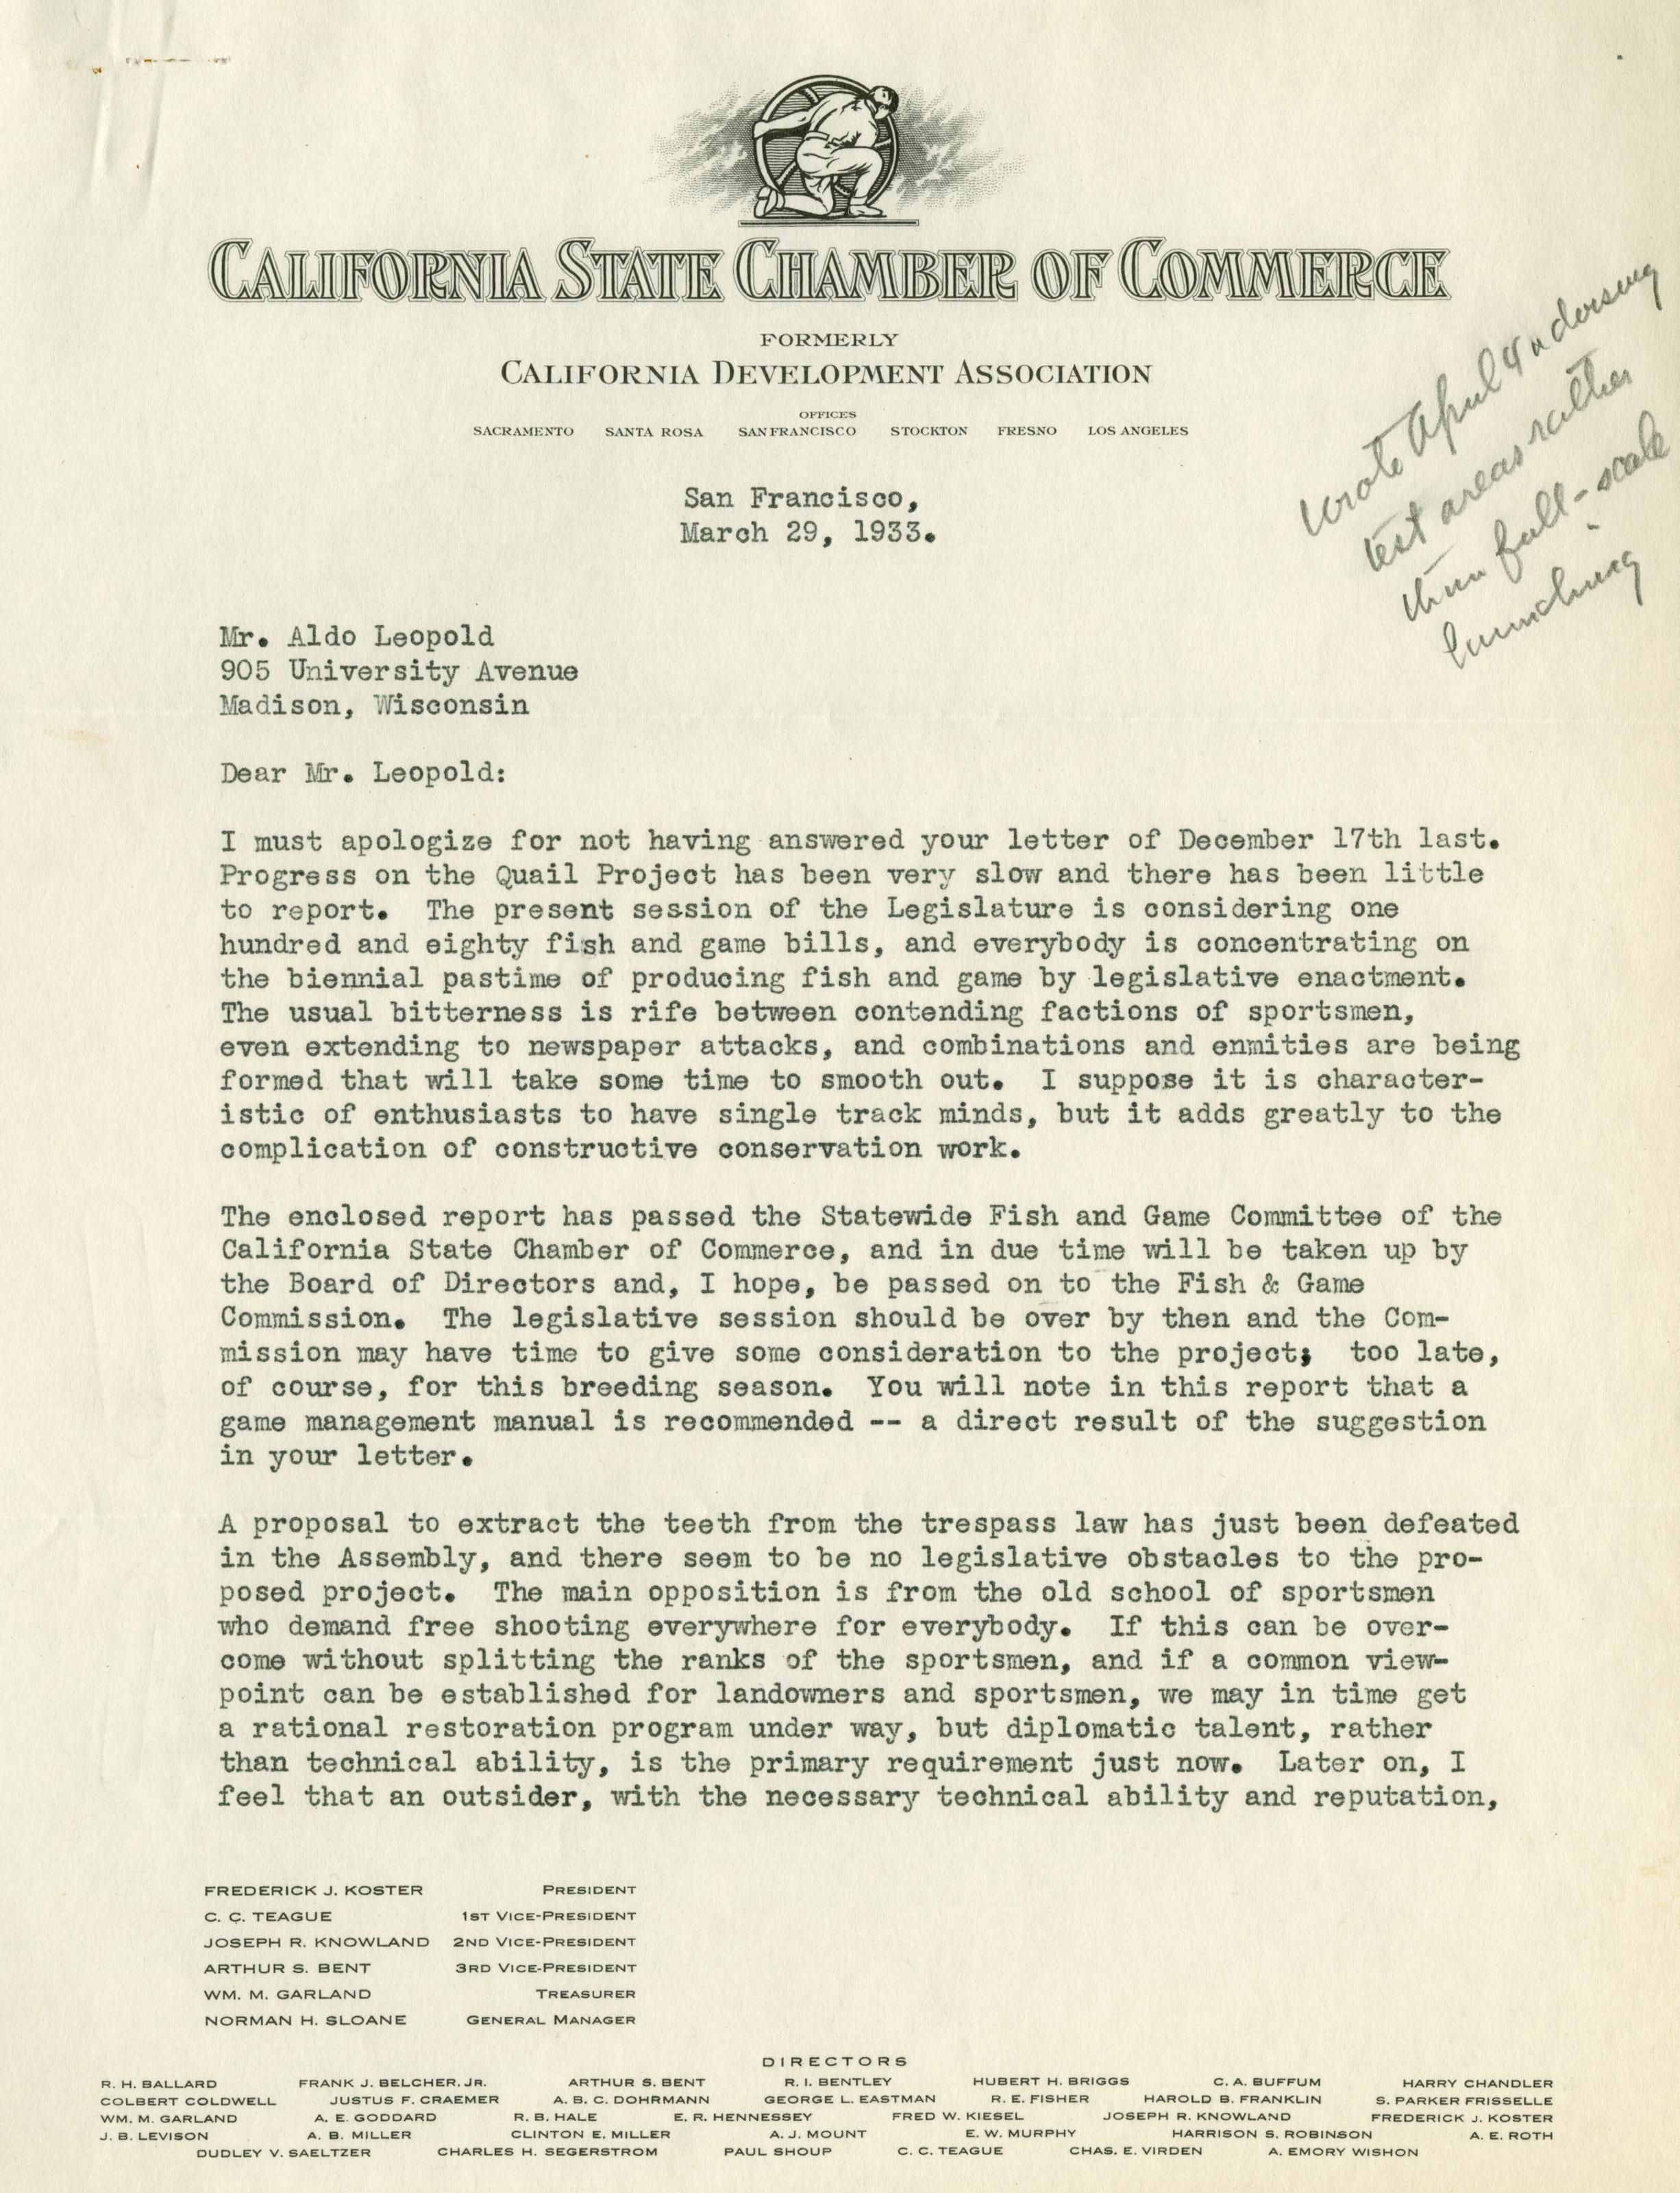 CALIFORNIA STATE CHAMBER OF COMMERCE
FORMERLY
CALIFORNIA DEVELOPMENT ASSOCIATION
OFFICES
SACRAMENTO SANTA ROSA SAN FRANCISCO STOCKTON FRESNO LOS ANGELES
wrote April 4 endorsing
test areas rather
than full-scale
launching
San Francisco,
March 29, 1933.
Mr. Aldo Leopold
905 University Avenue
Madison, Wisconsin
Dear Mr. Leopold:
I must apologize for not having answered your letter of December 17th last.
Progress on the Quail Project has been very slow and there has been little
to report. The present session of the Legislature is considering one
hundred and eighty fish and game bills, and everybody is concentrating on
the biennial pastime of producing fish and game by legislative enactment.
The usual bitterness is rife between contending factions of sportsmen,
even extending to newspaper attacks, and combinations and enmities are being
formed that will take some time to smooth out. I suppose it is character-
istic of enthusiasts to have single track minds, but it adds greatly to the
complication of constructive conservation work.
The enclosed report has passed the Statewide Fish and Game Committee of the
California State Chamber of Commerce, and in due time will be taken up by
the Board of Directors and, I hope, be passed on to the Fish & Game
Commission. The legislative session should be over by then and the Com-
mission may have time to give some consideration to the project; too late,
of course, for this breeding season. You will note in this report that a
game management manual is recommended -- a direct result of the suggestion
in your letter.
A proposal to extract the teeth from the trespass law has just been defeated
in the Assembly, and there seem to be no legislative obstacles to the pro-
posed project. The main opposition is from the old school of sportsmen
who demand free shooting everywhere for everybody. If this can be over-
come without splitting the ranks of the sportsmen, and if a common view-
point can be established for landowners and sportsmen, we may in time get
a rational restoration program under way, but diplomatic talent, rather
than technical ability, is the primary requirement just now. Later on, I
feel that an outsider, with the necessary technical ability and reputation,
FREDERICK J. KOSTER PRESIDENT
C. C. TEAGUE 1ST VICE-PRESIDENT
JOSEPH R. KNOWLAND 2ND VICE-PRESIDENT
ARTHUR S. BENT 3RD VICE-PRESIDENT
WM. M. GARLAND TREASURER
NORMAN H. SLOANE GENERAL MANAGER
DIRECTORS
R. H. BALLARD FRANK J. BELCHER, JR. ARTHUR S. BENT R. I. BENTLEY HUBERT H. BRIGGS C. A. BUFFUM HARRY CHANDLER
COLBERT COLDWELL JUSTUS F. CRAEMER A. B. C. DOHRMANN GEORGE L. EASTMAN R. E. FISHER HAROLD B. FRANKLIN S. PARKER FRISSELLE
WM. M. GARLAND A. E. GODDARD R. B. HALE E. R. HENNESSEY FRED W. KIESEL JOSEPH R. KNOWLAND FREDERICK J. KOSTER
J. B. LEVISON A. B. MILLER CLINTON E. MILLER A. J. MOUNT E. W. MURPHY HARRISON S. ROBINSON A. E. ROTH
DUDLEY V. SAELTZER CHARLES H. SEGERSTROM PAUL SHOUP C. C. TEAGUE CHAS. E. VIRDEN A. EMORY WISHON